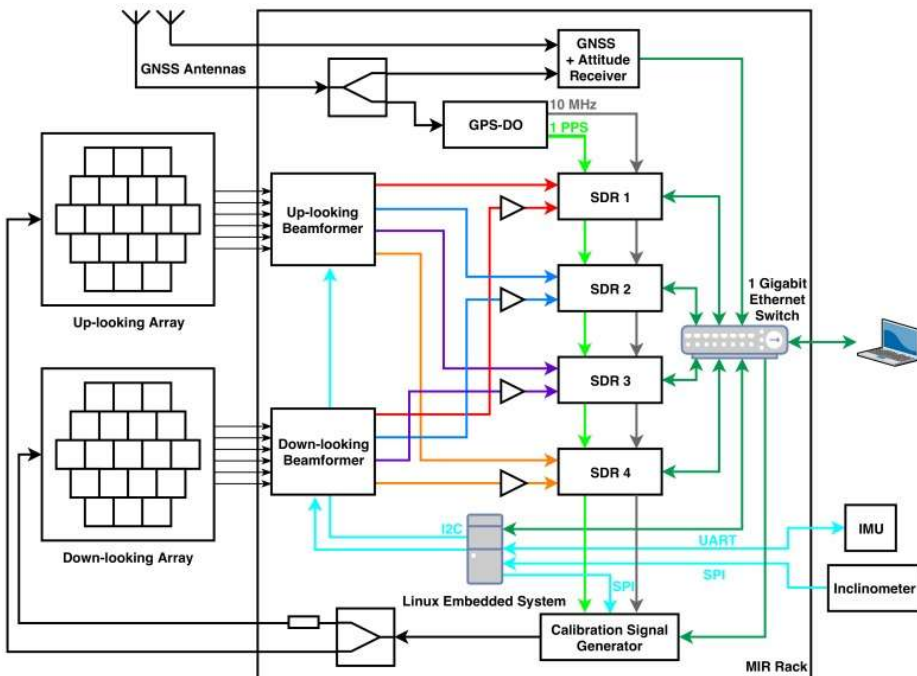 GNSS Antennas
GNSS
+ Attitude
Receiver
10 MHz
GPS-DO
1 PPS
Up-looking
Beamformer
SDR 1
SDR 2
1 Gigabit
Ethernet
Switch
Up-looking Array
SDR 3
Down-looking
Beamformer
SDR 4
I2C
UART
IMU
Down-looking Array
SPI
SPI
Inclinometer
Linux Embedded System
Calibration Signal
Generator
MIR Rack